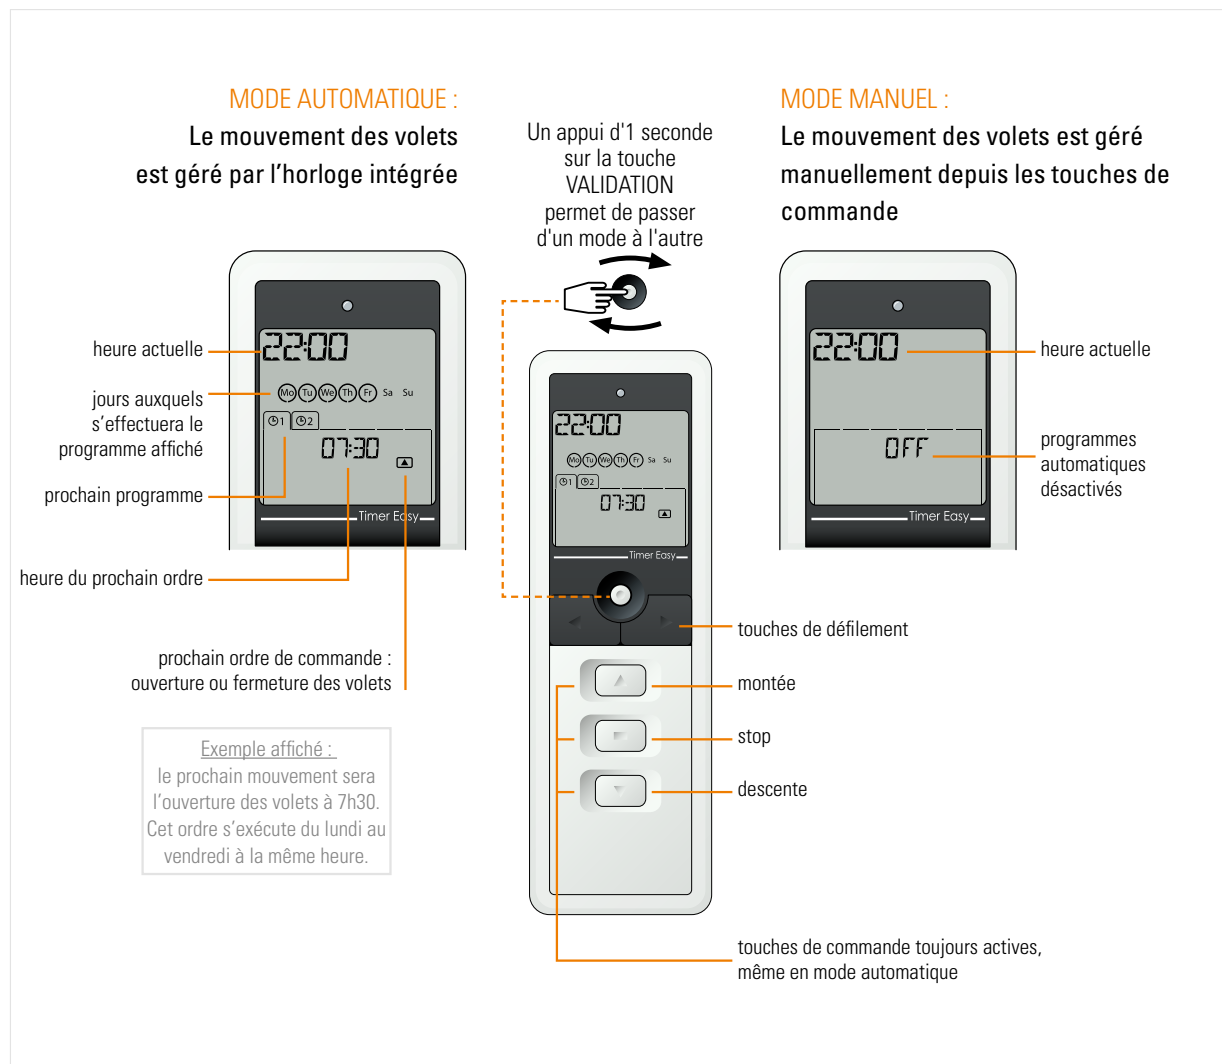 MODE AUTOMATIQUE :
Le mouvement des volets
est géré par l’horloge intégrée
Un appui d'1 seconde
sur la touche
VALIDATION
permet de passer
d'un mode à l'autre
MODE MANUEL :
Le mouvement des volets est géré
manuellement depuis les touches de
commande
heure actuelle
jours auxquels
s’effectuera le
programme affiché
prochain programme
heure du prochain ordre
prochain ordre de commande :
ouverture ou fermeture des volets
22:00
Mo Tu We Th Fr Sa Su
1 2
07:30
Timer Easy
Exemple affiché :
le prochain mouvement sera
l’ouverture des volets à 7h30.
Cet ordre s’exécute du lundi au
vendredi à la même heure.
22:00
Mo Tu We Th Fr Sa Su
1 2
07:30
Timer Easy
touches de défilement
montée
stop
descente
touches de commande toujours actives,
même en mode automatique
22:00
OFF
Timer Easy
heure actuelle
programmes
automatiques
désactivés